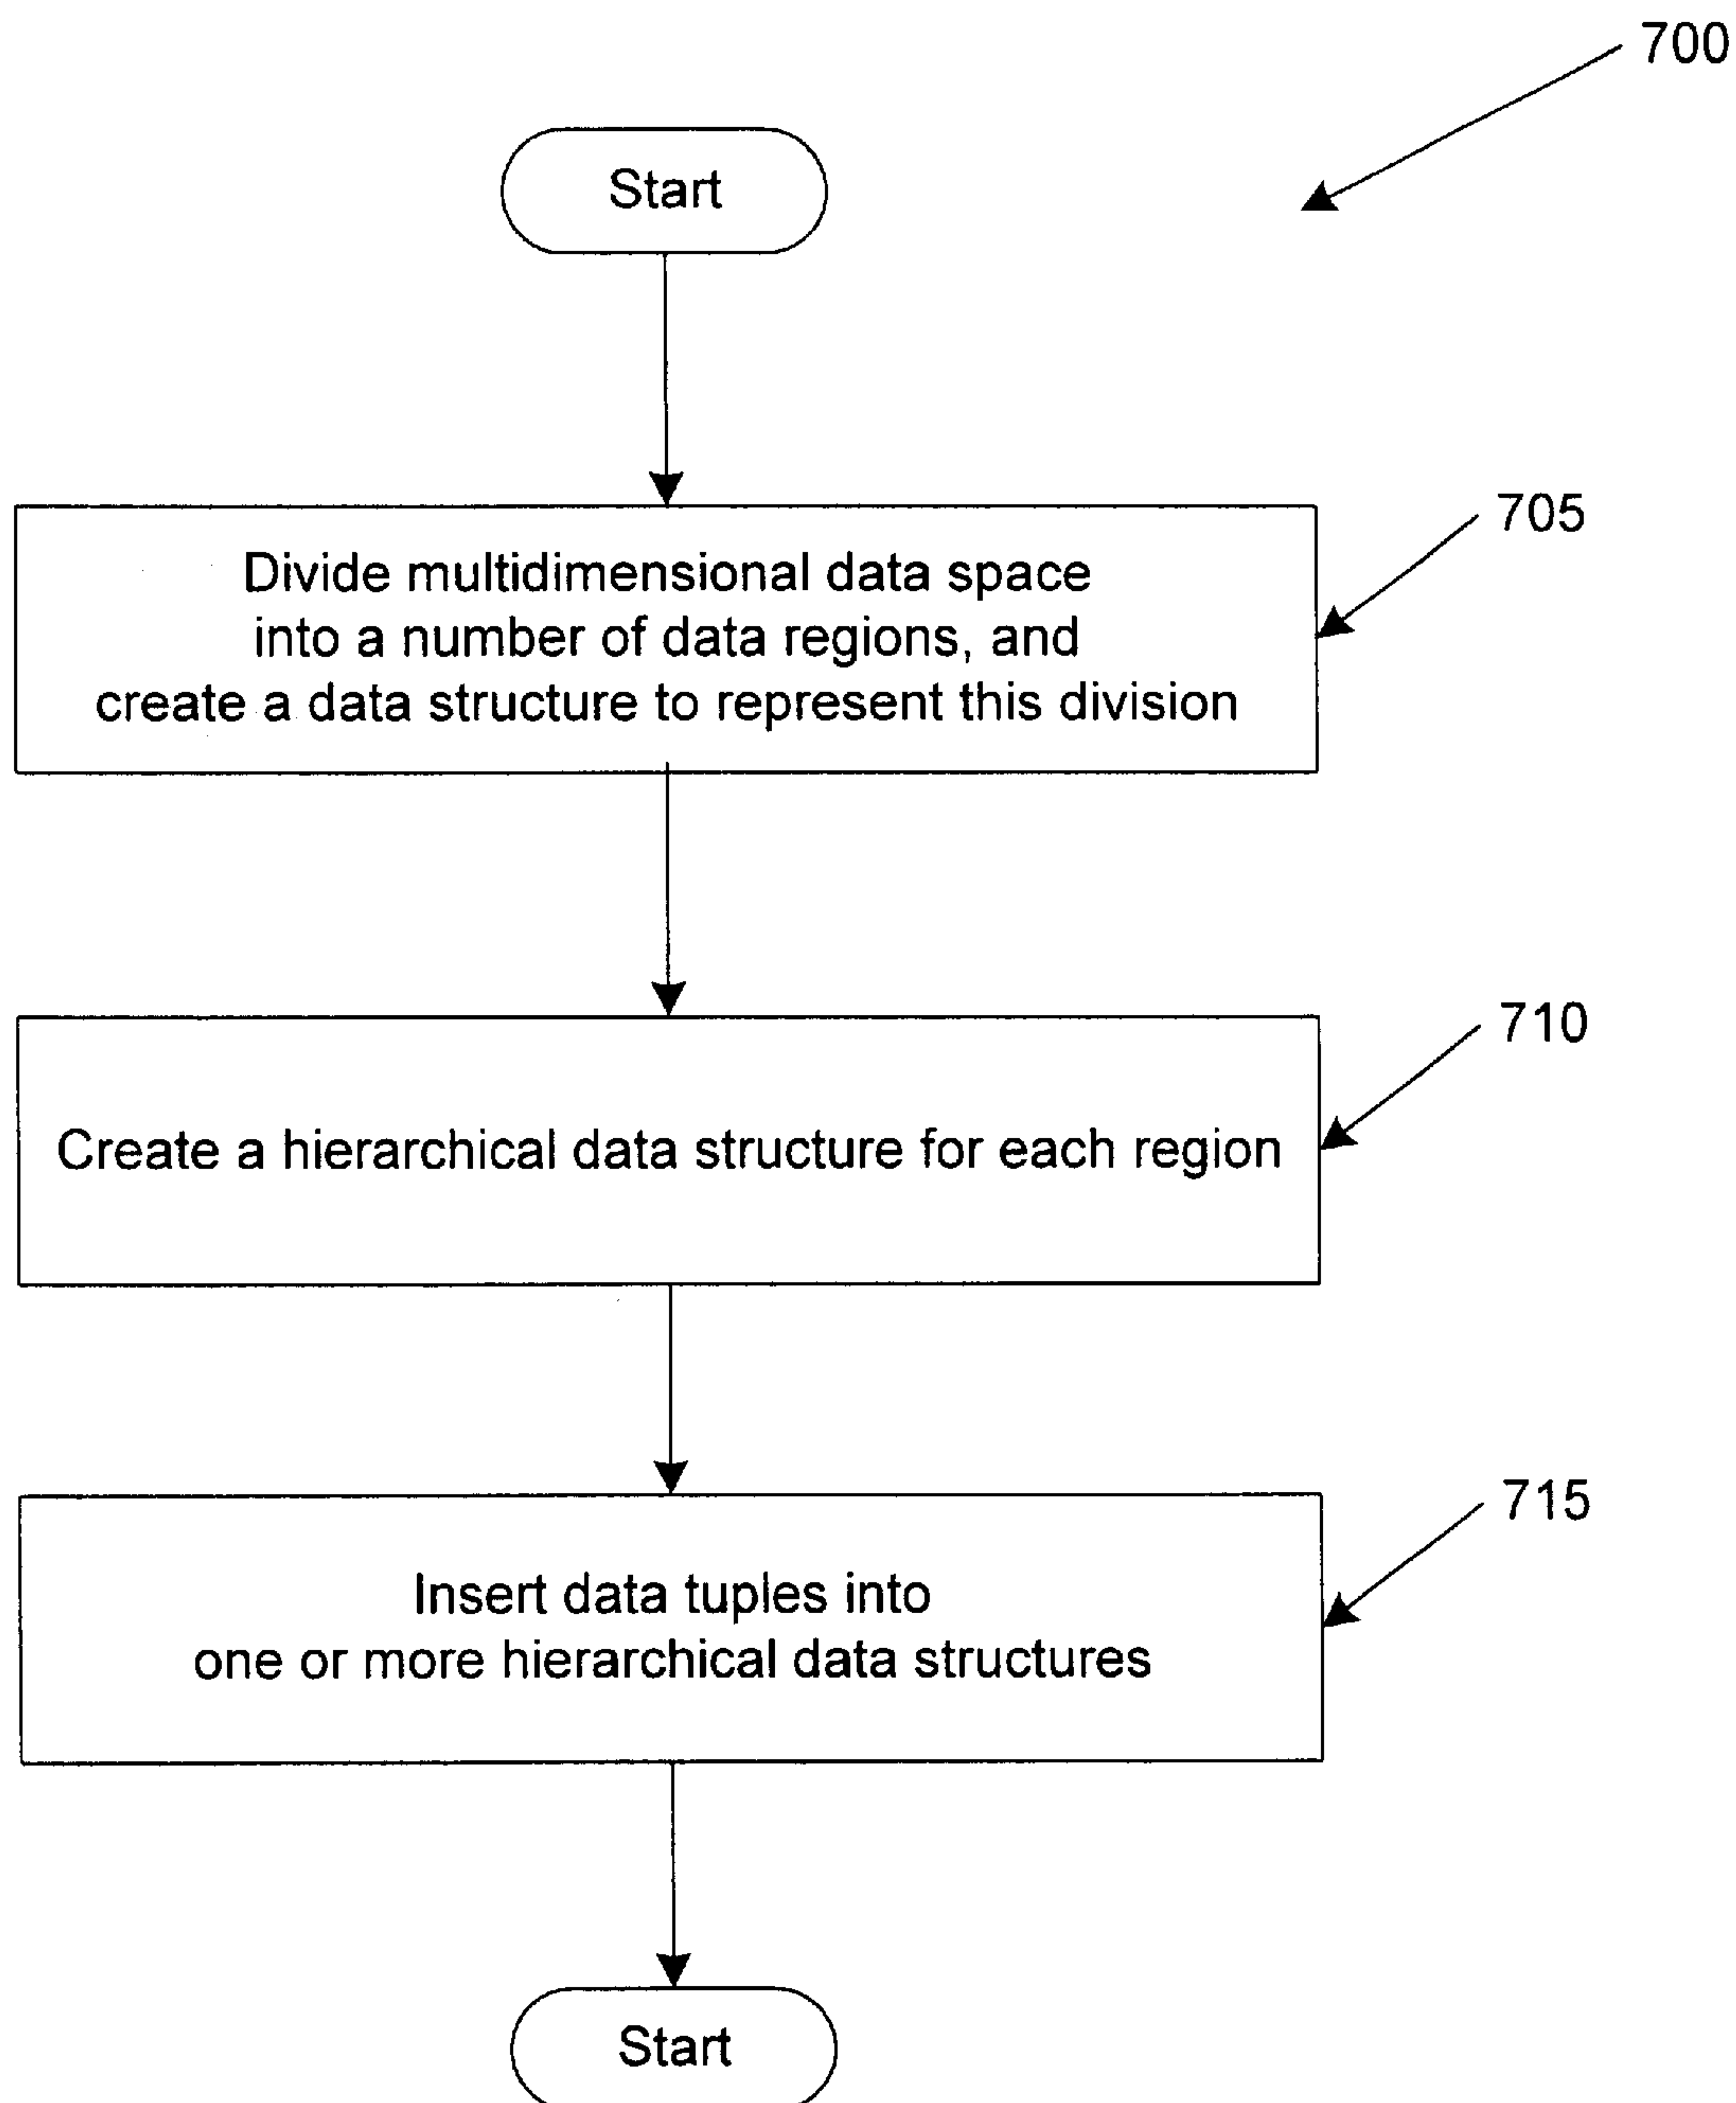 700
Start
705
Divide multidimensional data space
into a number of data regions, and
create a data structure to represent this division
710
Create a hierarchical data structure for each region
715
Insert data tuples into
one or more hierarchical data structures
Start